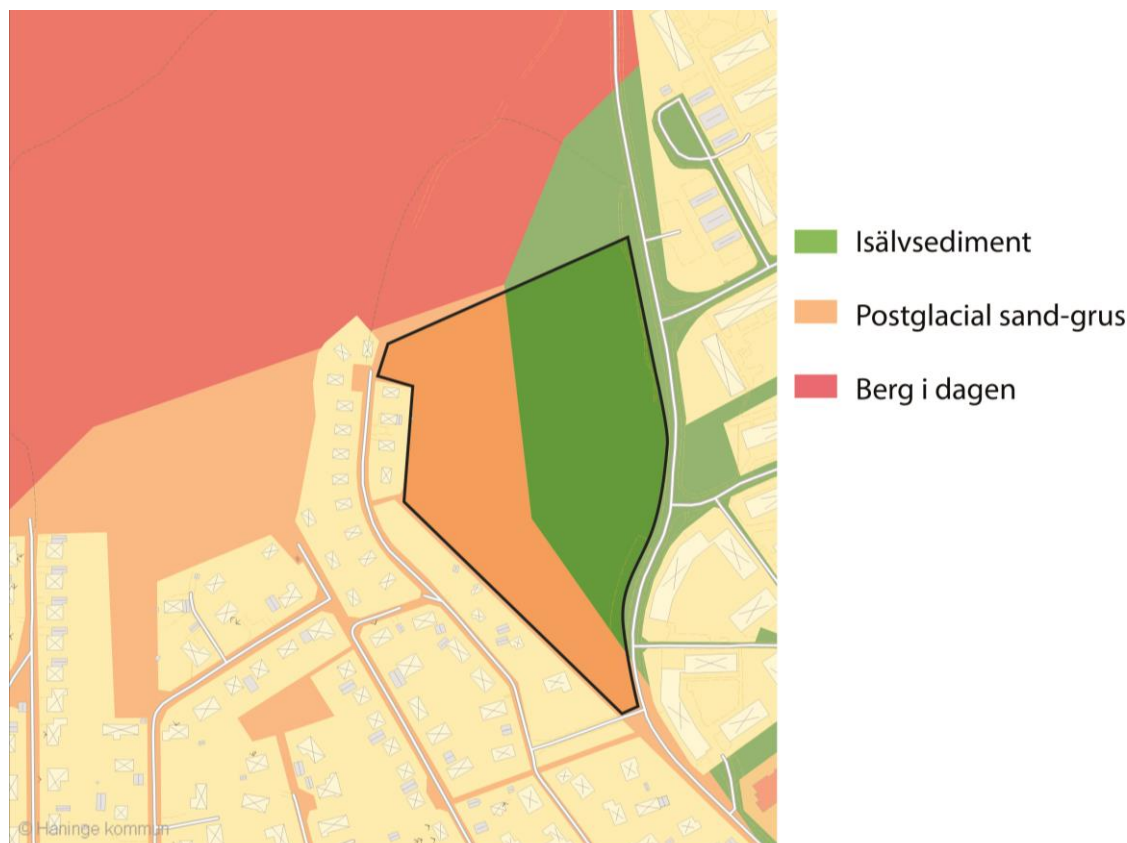 Isälvsediment
Postglacial sand-grus
Berg i dagen
© Haninge kommun